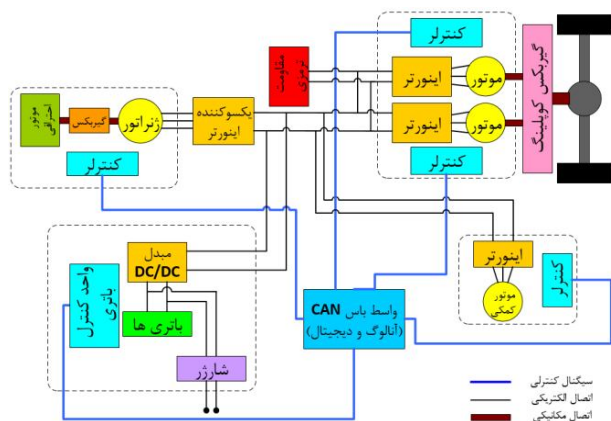 کنترلر
مقاومت
ترمزی
اینورتر
موتور
گیربکس کوپلینگ
اینورتر
موتور
کنترلر
موتور
احتراقی
گیربکس
ژنراتور
یکسوکننده
اینورتر
کنترلر
مبدل
DC/DC
واحد کنترل
باتری
باتری ها
شارژر
واسط باس CAN
(آنالوگ و دیجیتال)
اینورتر
موتور
کمکی
کنترلر
سیگنال کنترلی
اتصال الکتریکی
اتصال مکانیکی